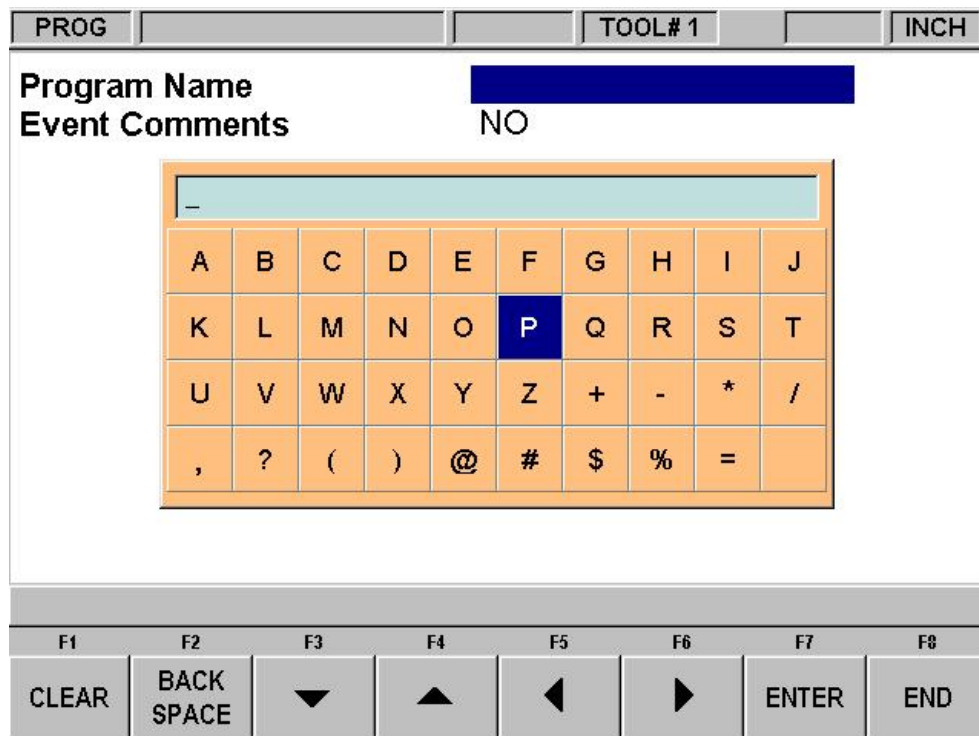 PROG TOOL# 1 INCH
Program Name
Event Comments NO
_
A B C D E F G H I J
K L M N O P Q R S T
U V W X Y Z + - * /
, ? ( ) @ # $ % =
F1 F2 F3 F4 F5 F6 F7 F8
CLEAR BACK SPACE ▼ ▲ ◀ ▶ ENTER END